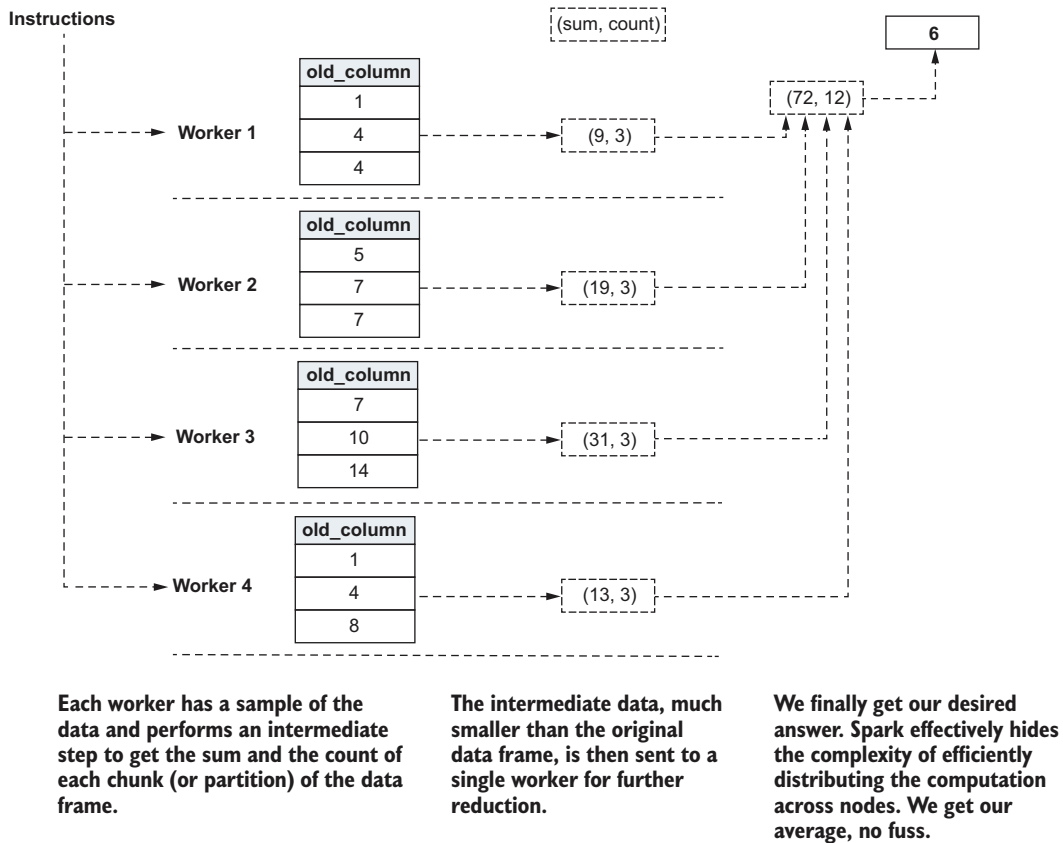 Instructions
(sum, count)
6
old_column
1
(72, 12)
Worker 1
4
(9, 3)
4
old_column
5
Worker 2
7
(19, 3)
7
old_column
7
Worker 3
10
(31, 3)
14
old_column
1
Worker 4
4
(13, 3)
8
Each worker has a sample of the
data and performs an intermediate
step to get the sum and the count of
each chunk (or partition) of the data
frame.
The intermediate data, much
smaller than the original
data frame, is then sent to a
single worker for further
reduction.
We finally get our desired
answer. Spark effectively hides
the complexity of efficiently
distributing the computation
across nodes. We get our
average, no fuss.